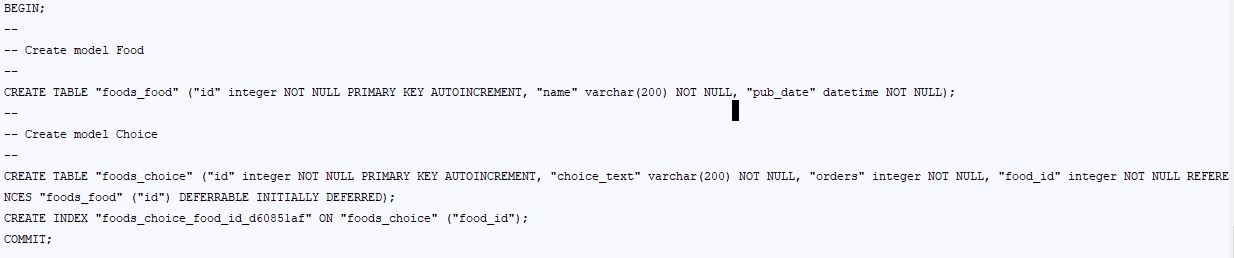 BEGIN;
--
-- Create model Food
--
CREATE TABLE "foods_food" ("id" integer NOT NULL PRIMARY KEY AUTOINCREMENT, "name" varchar(200) NOT NULL, "pub_date" datetime NOT NULL);
--
-- Create model Choice
--
CREATE TABLE "foods_choice" ("id" integer NOT NULL PRIMARY KEY AUTOINCREMENT, "choice_text" varchar(200) NOT NULL, "orders" integer NOT NULL, "food_id" integer NOT NULL REFERE
NCES "foods_food" ("id") DEFERRABLE INITIALLY DEFERRED);
CREATE INDEX "foods_choice_food_id_d60851af" ON "foods_choice" ("food_id");
COMMIT;